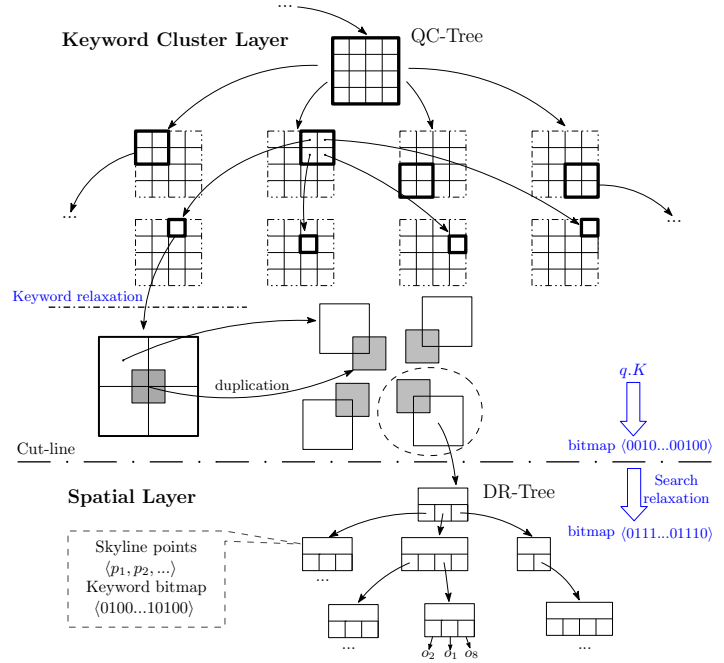 ...
Keyword Cluster Layer
QC-Tree
...
...
Keyword relaxation
duplication
q.K
bitmap ⟨0010...00100⟩
Cut-line
Spatial Layer
DR-Tree
Search
relaxation
bitmap ⟨0111...01110⟩
Skyline points
⟨p₁, p₂, ...⟩
Keyword bitmap
⟨0100...10100⟩
...
...
...
o₂ o₁ o₈